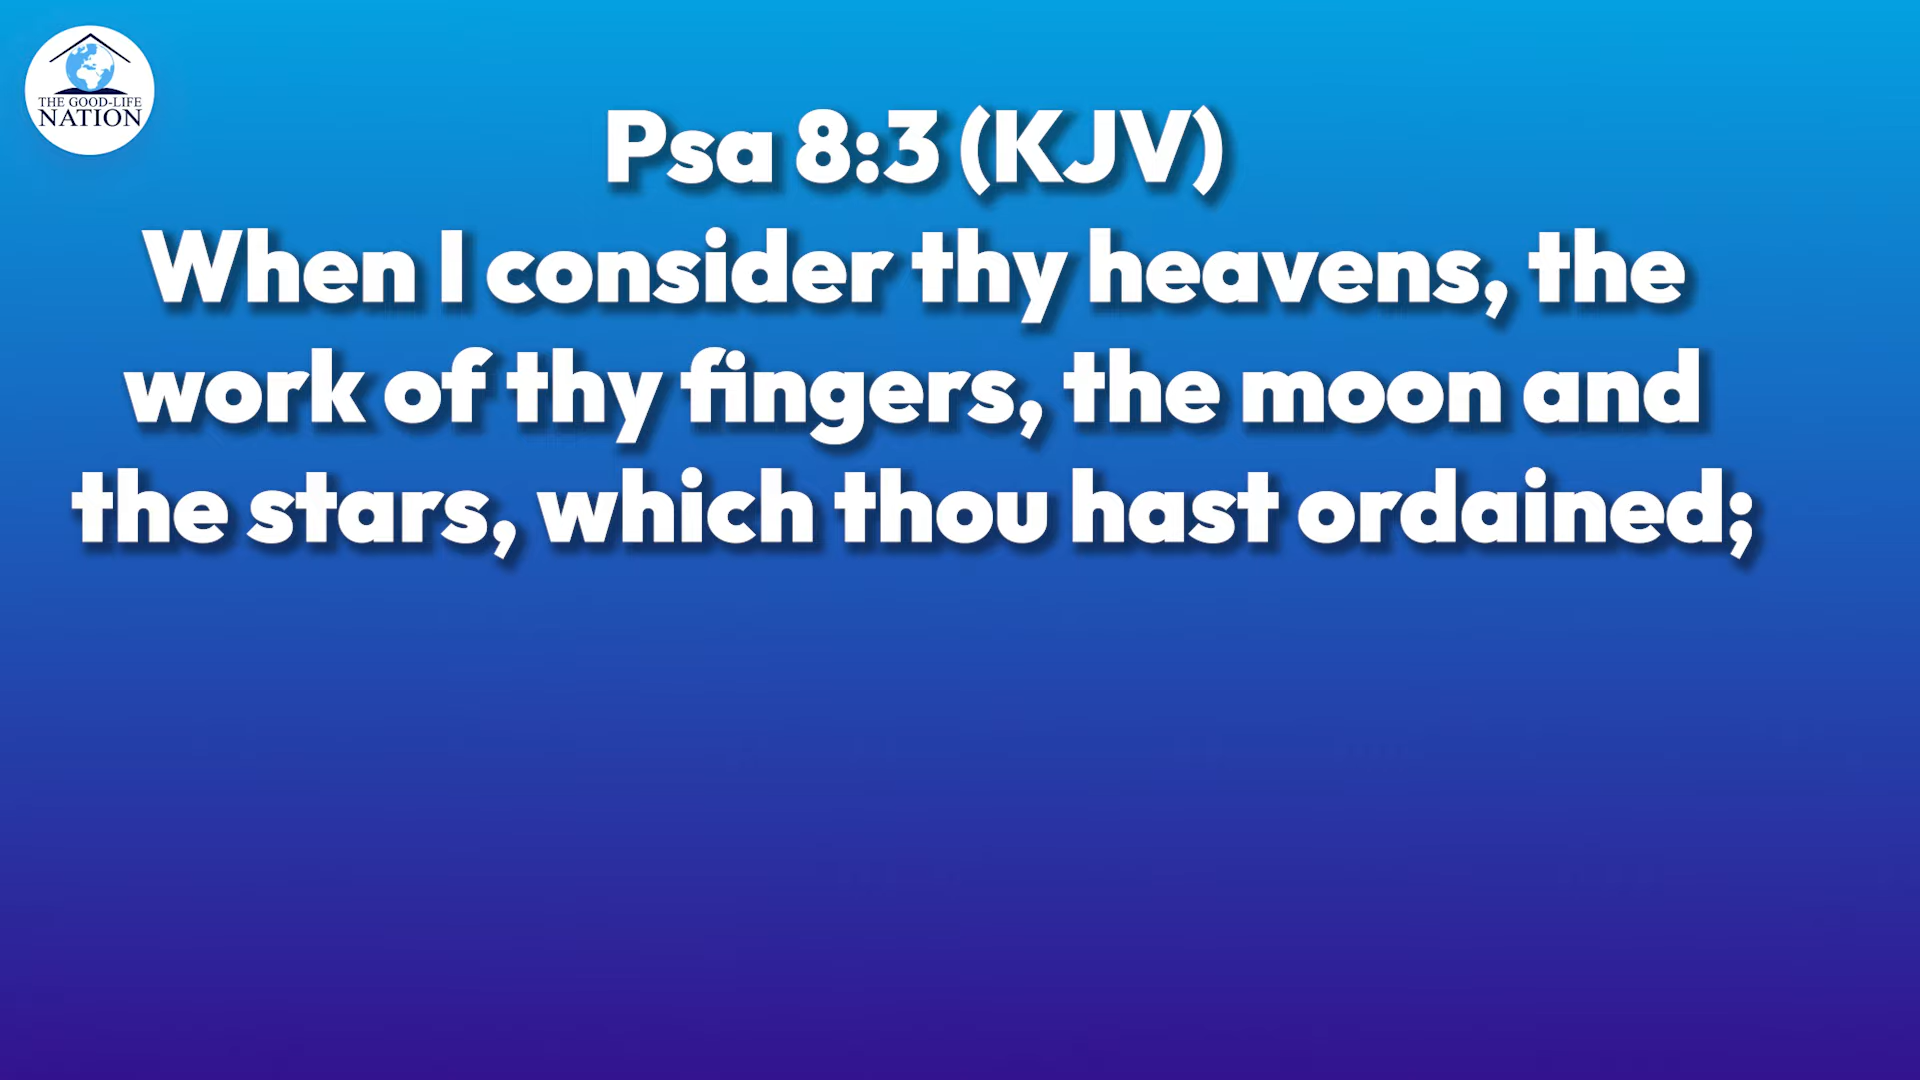 THE GOOD-LIFE
NATION
Psa 8:3 (KJV)
When I consider thy heavens, the
work of thy fingers, the moon and
the stars, which thou hast ordained;